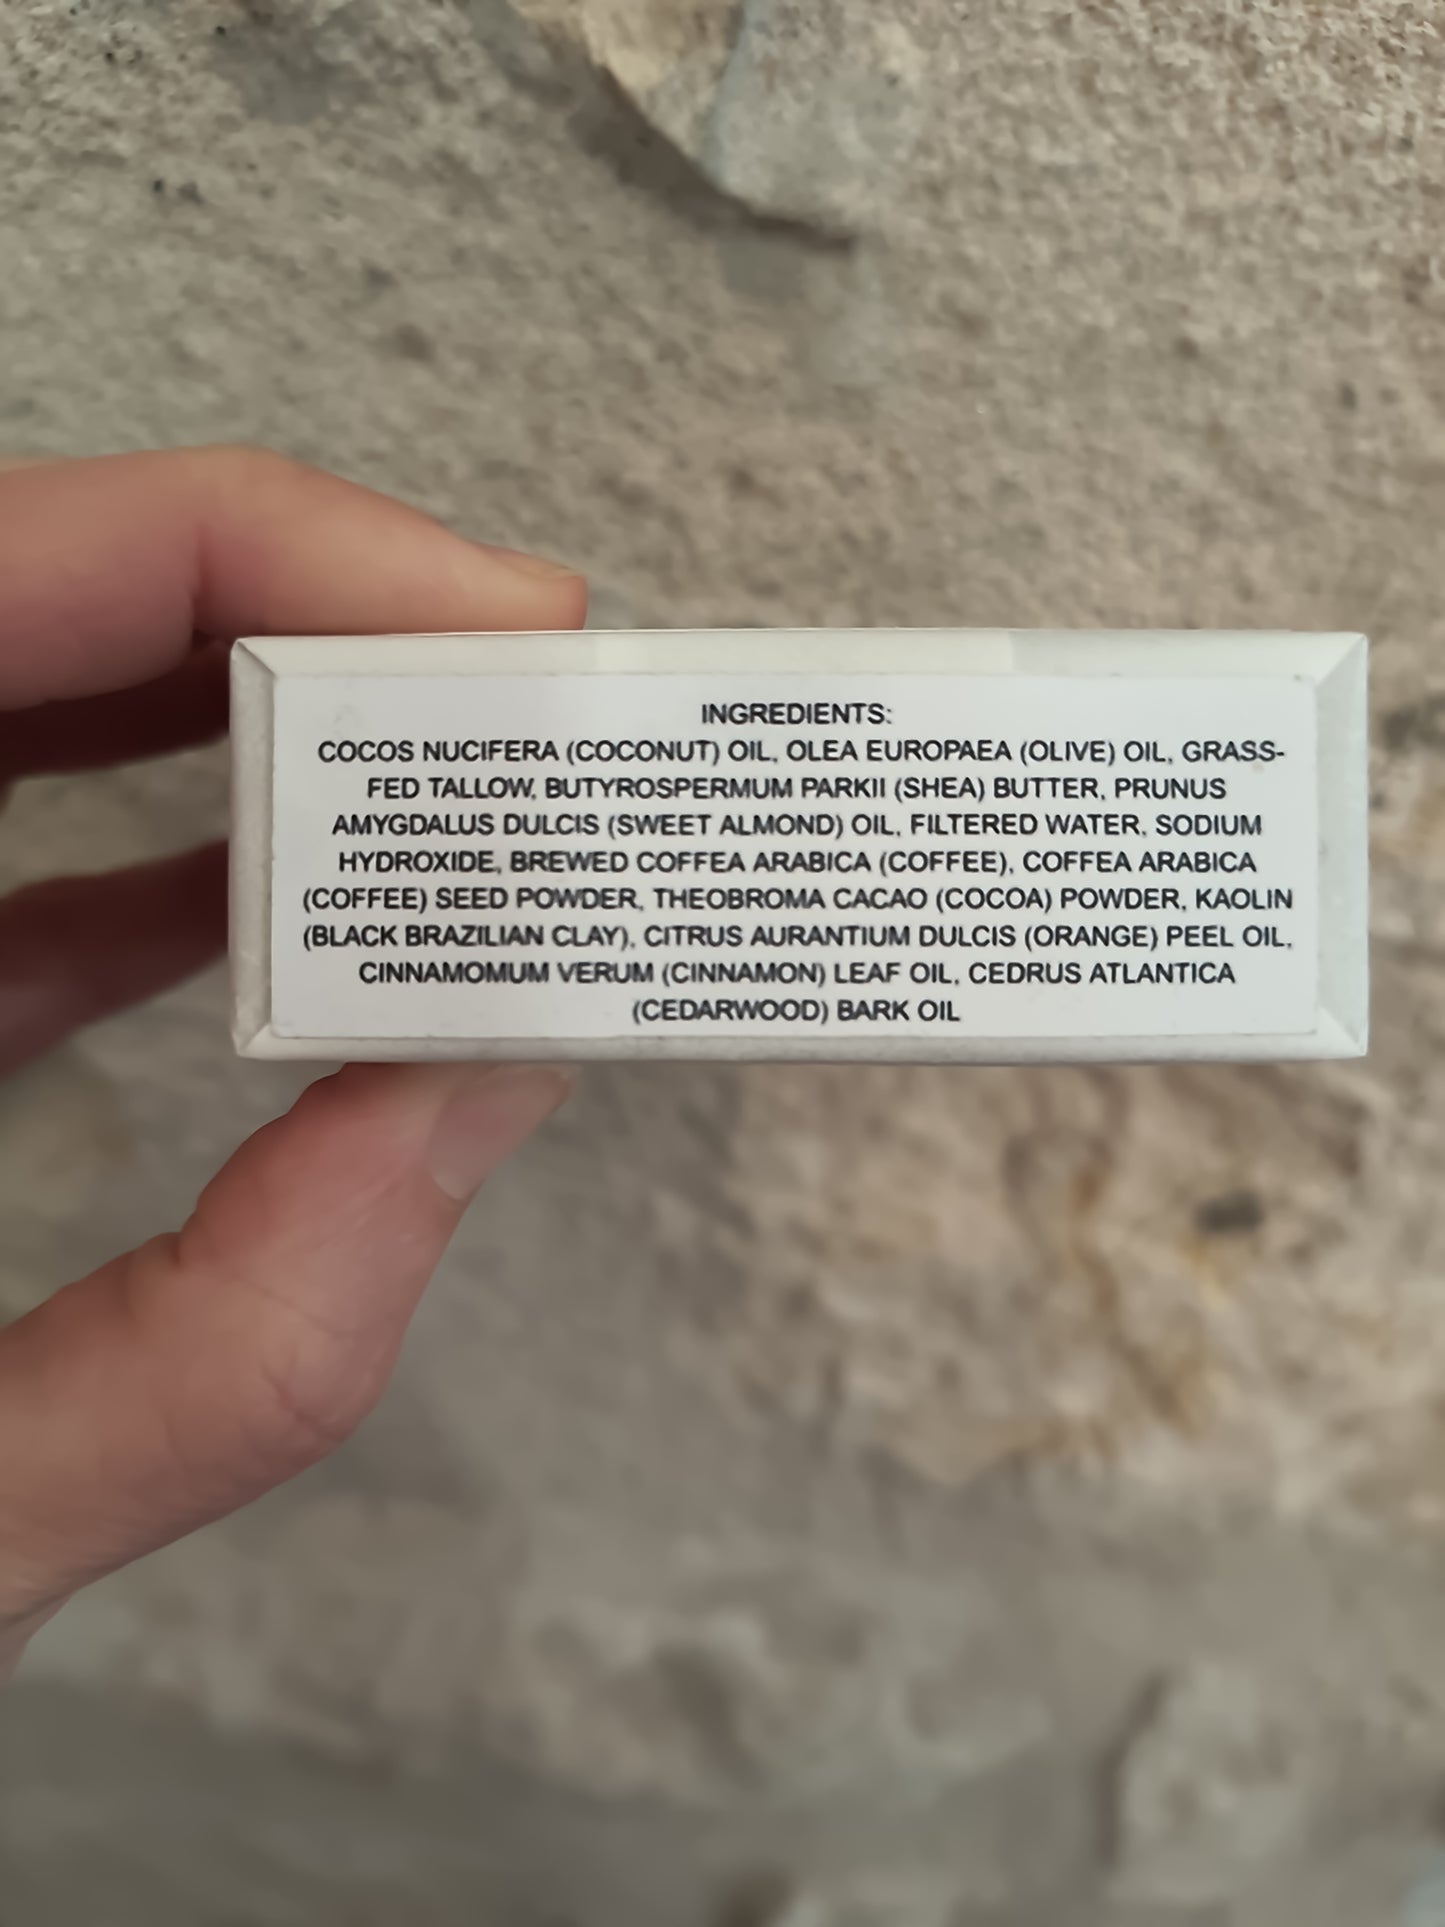 INGREDIENTS:
COCOS NUCIFERA (COCONUT) OIL, OLEA EUROPAEA (OLIVE) OIL, GRASS-
FED TALLOW, BUTYROSPERMUM PARKII (SHEA) BUTTER, PRUNUS
AMYGDALUS DULCIS (SWEET ALMOND) OIL, FILTERED WATER, SODIUM
HYDROXIDE, BREWED COFFEA ARABICA (COFFEE), COFFEA ARABICA
(COFFEE) SEED POWDER, THEOBROMA CACAO (COCOA) POWDER, KAOLIN
(BLACK BRAZILIAN CLAY), CITRUS AURANTIUM DULCIS (ORANGE) PEEL OIL,
CINNAMOMUM VERUM (CINNAMON) LEAF OIL, CEDRUS ATLANTICA
(CEDARWOOD) BARK OIL